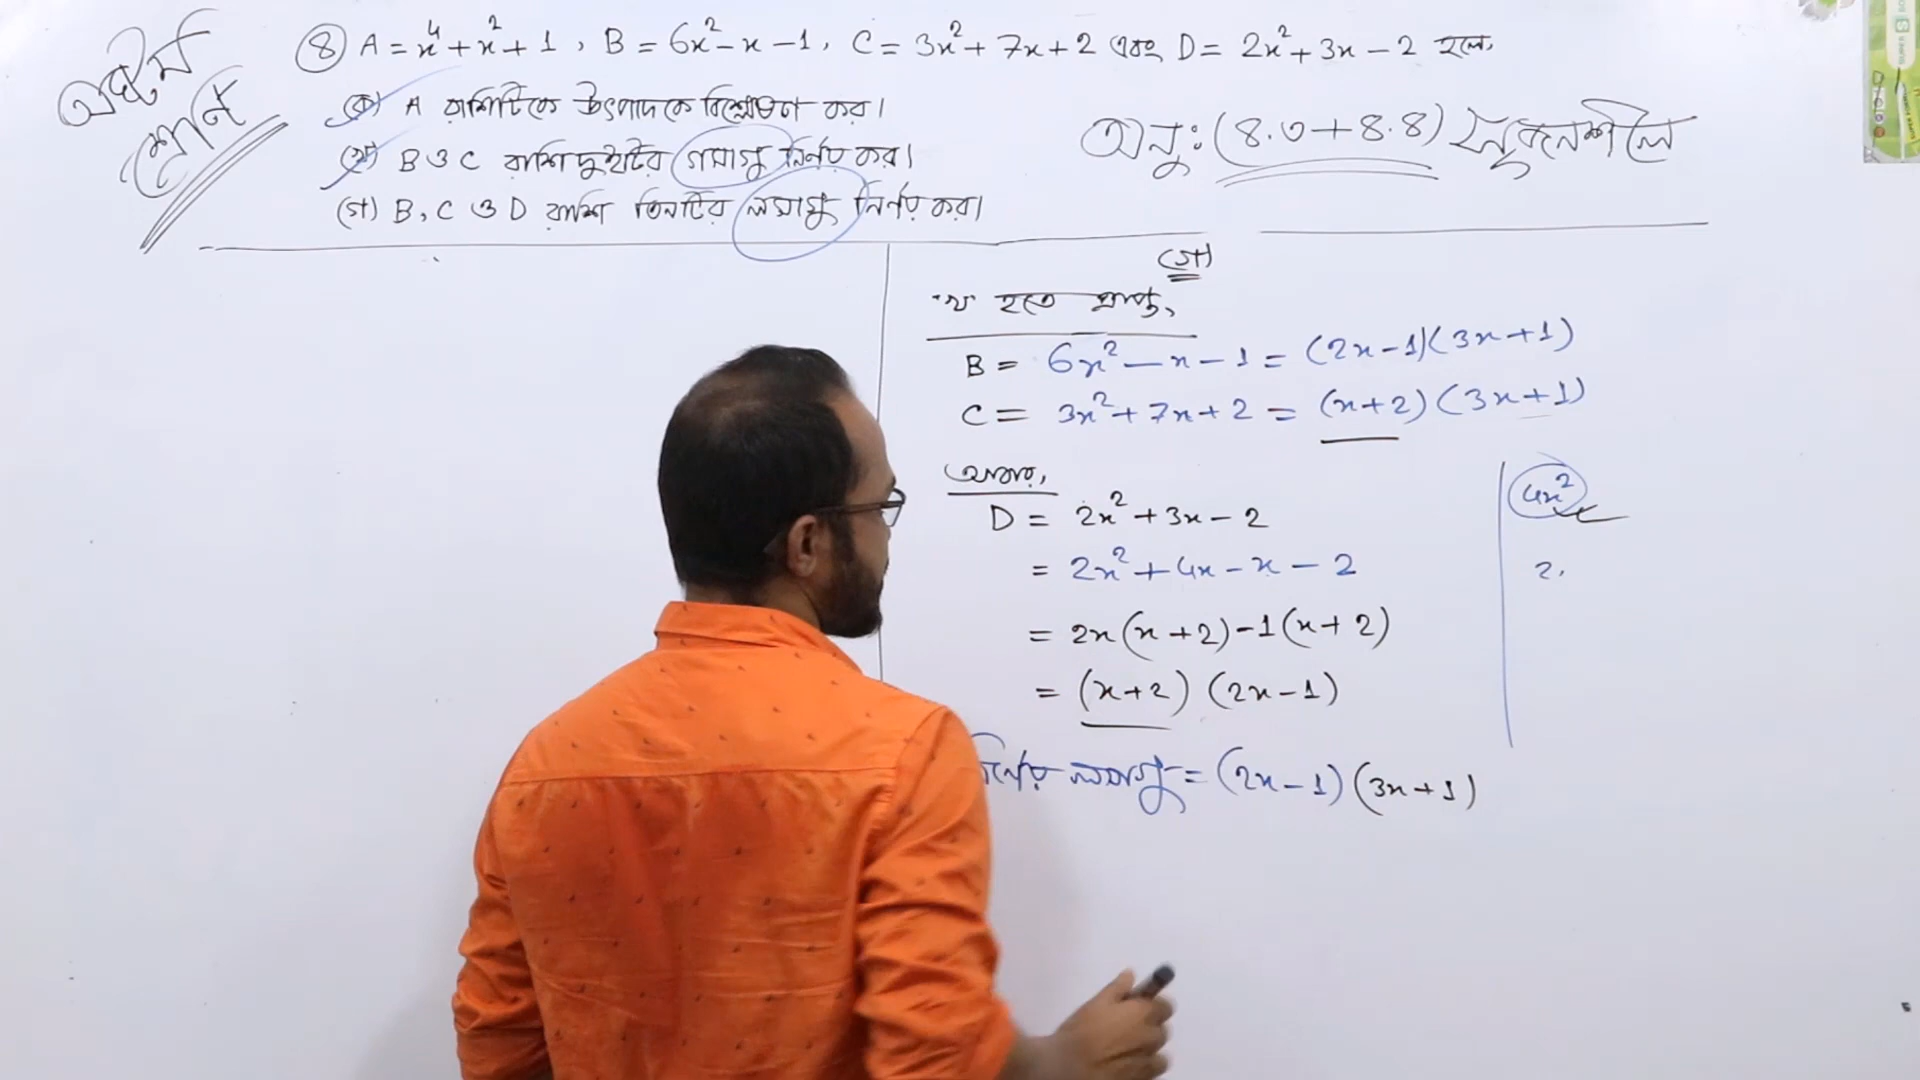 অষ্টম
শ্রেণি
৪ A = x⁴ + x² + 1 , B = 6x² - x - 1 , C = 3x² + 7x + 2 এবং D = 2x² + 3x - 2 হলে,
(ক) A রাশিটিকে উৎপাদকে বিশ্লেষণ কর।
(খ) B ও C রাশি দুইটির গসাগু নির্ণয় কর।
(গ) B, C ও D রাশি তিনটির লসাগু নির্ণয় কর।
অনু: (৪.৩+৪.৪) সৃজনশীল
(গ)
'খ' হতে প্রাপ্ত,
B = 6x² - x - 1 = (2x-1)(3x+1)
C = 3x² + 7x + 2 = (x+2)(3x+1)
আবার,
D = 2x² + 3x - 2
= 2x² + 4x - x - 2
= 2x(x+2) - 1(x+2)
= (x+2)(2x-1)
নির্ণেয় লসাগু = (2x-1)(3x+1)
4x²
2.